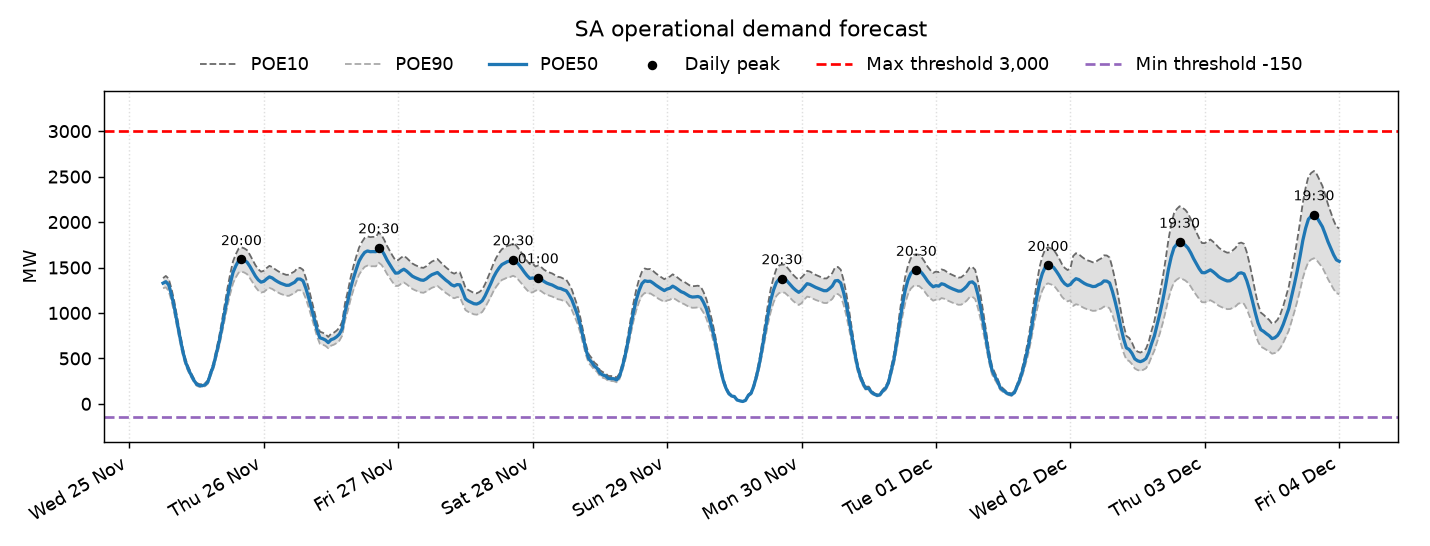 SA operational demand forecast
POE10 POE90 POE50 Daily peak Max threshold 3,000 Min threshold -150
MW
3000
2500
2000
1500
1000
500
0
20:00
20:30
20:30
01:00
20:30
20:30
20:00
19:30
19:30
Wed 25 Nov
Thu 26 Nov
Fri 27 Nov
Sat 28 Nov
Sun 29 Nov
Mon 30 Nov
Tue 01 Dec
Wed 02 Dec
Thu 03 Dec
Fri 04 Dec